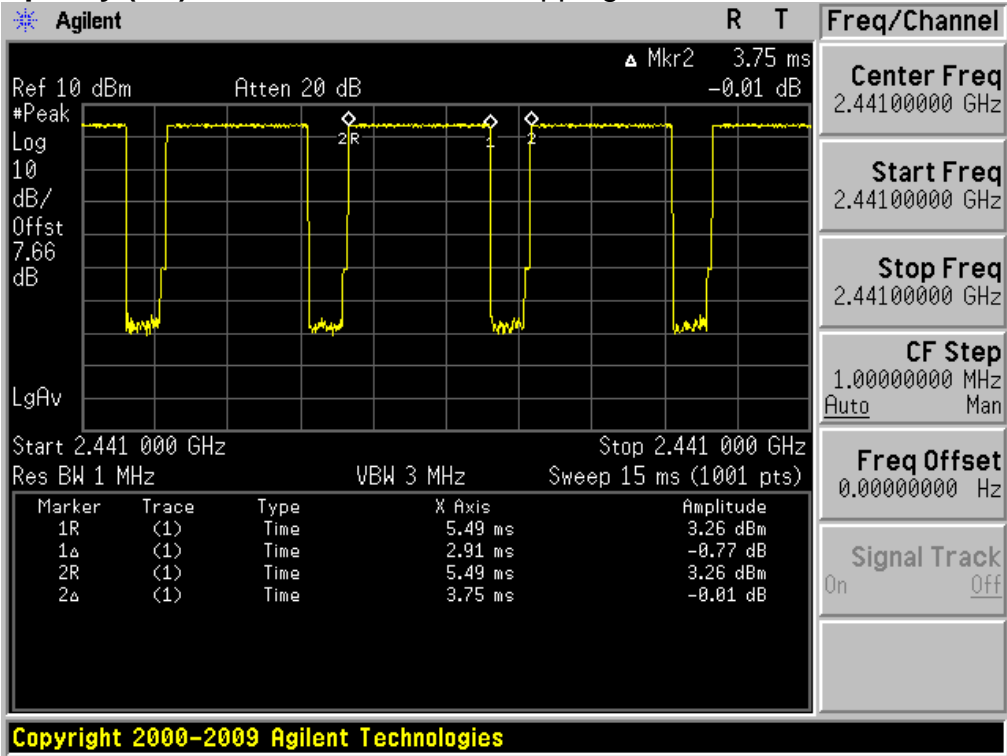 Agilent R T Freq/Channel
Δ Mkr2 3.75 ms
Ref 10 dBm Atten 20 dB -0.01 dB
#Peak
Log
10
dB/
Offst
7.66
dB
LgAv
2R 1 2
Start 2.441 000 GHz Stop 2.441 000 GHz
Res BW 1 MHz VBW 3 MHz Sweep 15 ms (1001 pts)
Marker Trace Type X Axis Amplitude
1R (1) Time 5.49 ms 3.26 dBm
1Δ (1) Time 2.91 ms -0.77 dB
2R (1) Time 5.49 ms 3.26 dBm
2Δ (1) Time 3.75 ms -0.01 dB
Center Freq
2.44100000 GHz
Start Freq
2.44100000 GHz
Stop Freq
2.44100000 GHz
CF Step
1.00000000 MHz
Auto Man
Freq Offset
0.00000000 Hz
Signal Track
On Off
Copyright 2000-2009 Agilent Technologies